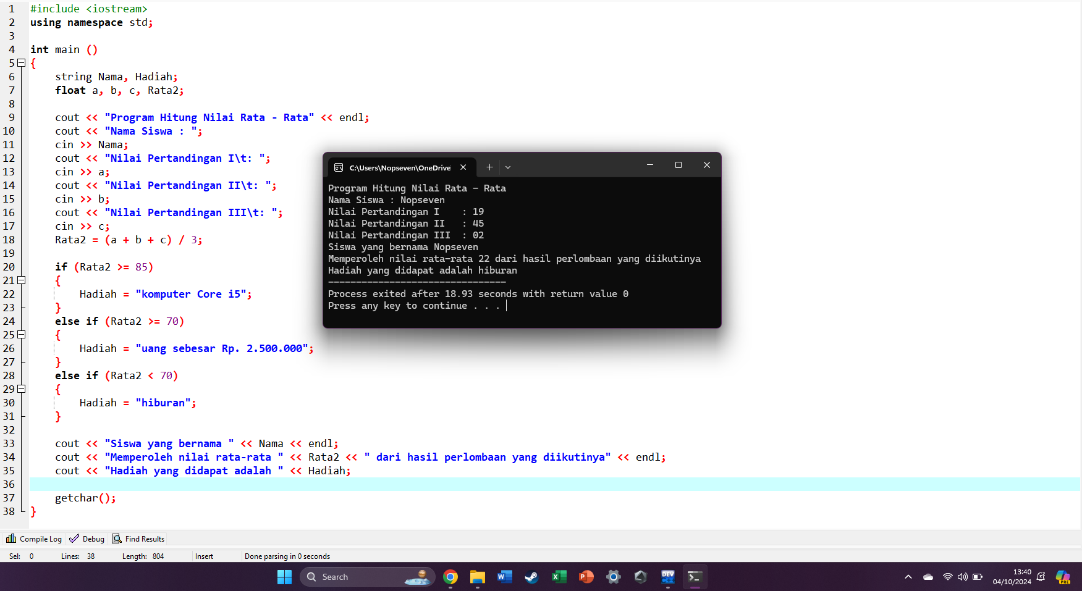 1 #include <iostream>
2 using namespace std;
3
4 int main ()
5 {
6 string Nama, Hadiah;
7 float a, b, c, Rata2;
8
9 cout << "Program Hitung Nilai Rata - Rata" << endl;
10 cout << "Nama Siswa : ";
11 cin >> Nama;
12 cout << "Nilai Pertandingan I\t: ";
13 cin >> a;
14 cout << "Nilai Pertandingan II\t: ";
15 cin >> b;
16 cout << "Nilai Pertandingan III\t: ";
17 cin >> c;
18 Rata2 = (a + b + c) / 3;
19
20 if (Rata2 >= 85)
21 {
22 Hadiah = "komputer Core i5";
23 }
24 else if (Rata2 >= 70)
25 {
26 Hadiah = "uang sebesar Rp. 2.500.000";
27 }
28 else if (Rata2 < 70)
29 {
30 Hadiah = "hiburan";
31 }
32
33 cout << "Siswa yang bernama " << Nama << endl;
34 cout << "Memperoleh nilai rata-rata " << Rata2 << " dari hasil perlombaan yang diikutinya" << endl;
35 cout << "Hadiah yang didapat adalah " << Hadiah;
36
37 getchar();
38 }
C:\Users\Nopseven\OneDrive
Program Hitung Nilai Rata - Rata
Nama Siswa : Nopseven
Nilai Pertandingan I : 19
Nilai Pertandingan II : 45
Nilai Pertandingan III : 02
Siswa yang bernama Nopseven
Memperoleh nilai rata-rata 22 dari hasil perlombaan yang diikutinya
Hadiah yang didapat adalah hiburan
--------------------------------
Process exited after 18.93 seconds with return value 0
Press any key to continue . . .
Compile Log Debug Find Results
Sel: 0 Lines: 38 Length: 804 Insert Done parsing in 0 seconds
Search
13:40
04/10/2024